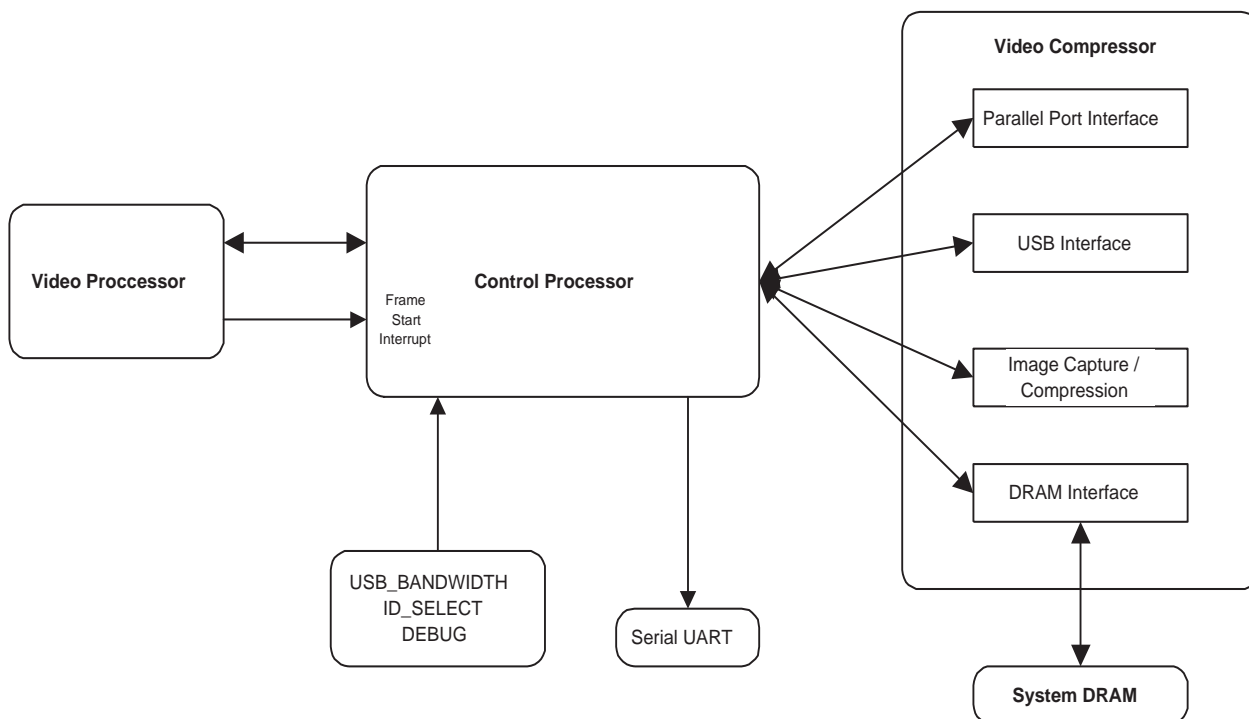 Video Compressor
Parallel Port Interface
USB Interface
Image Capture /
Compression
DRAM Interface
System DRAM
Video Proccessor
Control Processor
Frame
Start
Interrupt
USB_BANDWIDTH
ID_SELECT
DEBUG
Serial UART